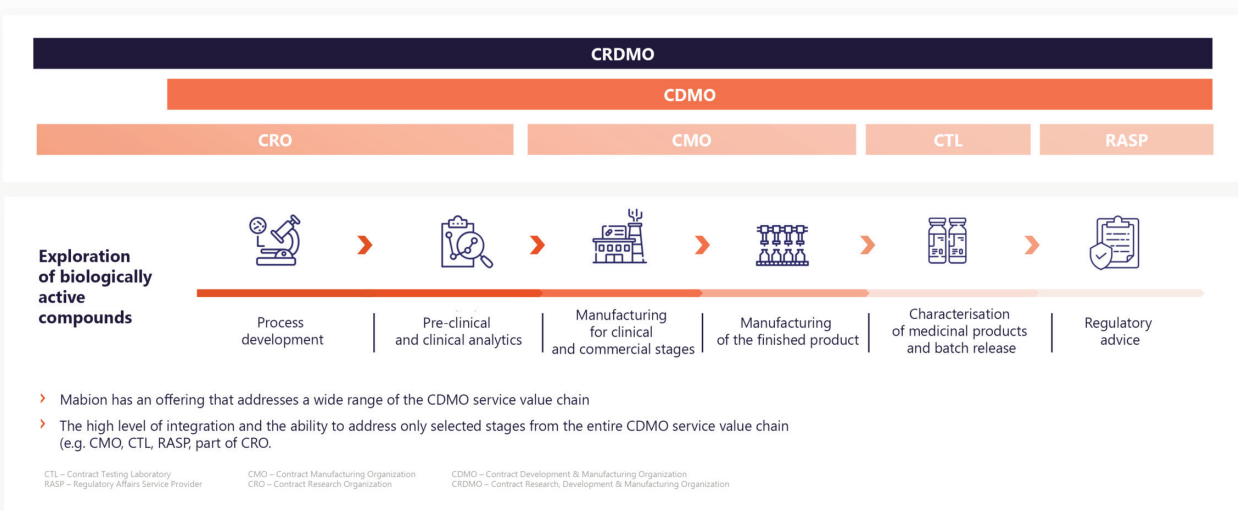 CRDMO
CDMO
CRO
CMO
CTL
RASP
Exploration
of biologically
active
compounds
Process
development
Pre-clinical
and clinical analytics
Manufacturing
for clinical
and commercial stages
Manufacturing
of the finished product
Characterisation
of medicinal products
and batch release
Regulatory
advice
Mabion has an offering that addresses a wide range of the CDMO service value chain
The high level of integration and the ability to address only selected stages from the entire CDMO service value chain
(e.g. CMO, CTL, RASP, part of CRO.
CTL – Contract Testing Laboratory
RASP – Regulatory Affairs Service Provider
CMO – Contract Manufacturing Organization
CRO – Contract Research Organization
CDMO – Contract Development & Manufacturing Organization
CRDMO – Contract Research, Development & Manufacturing Organization